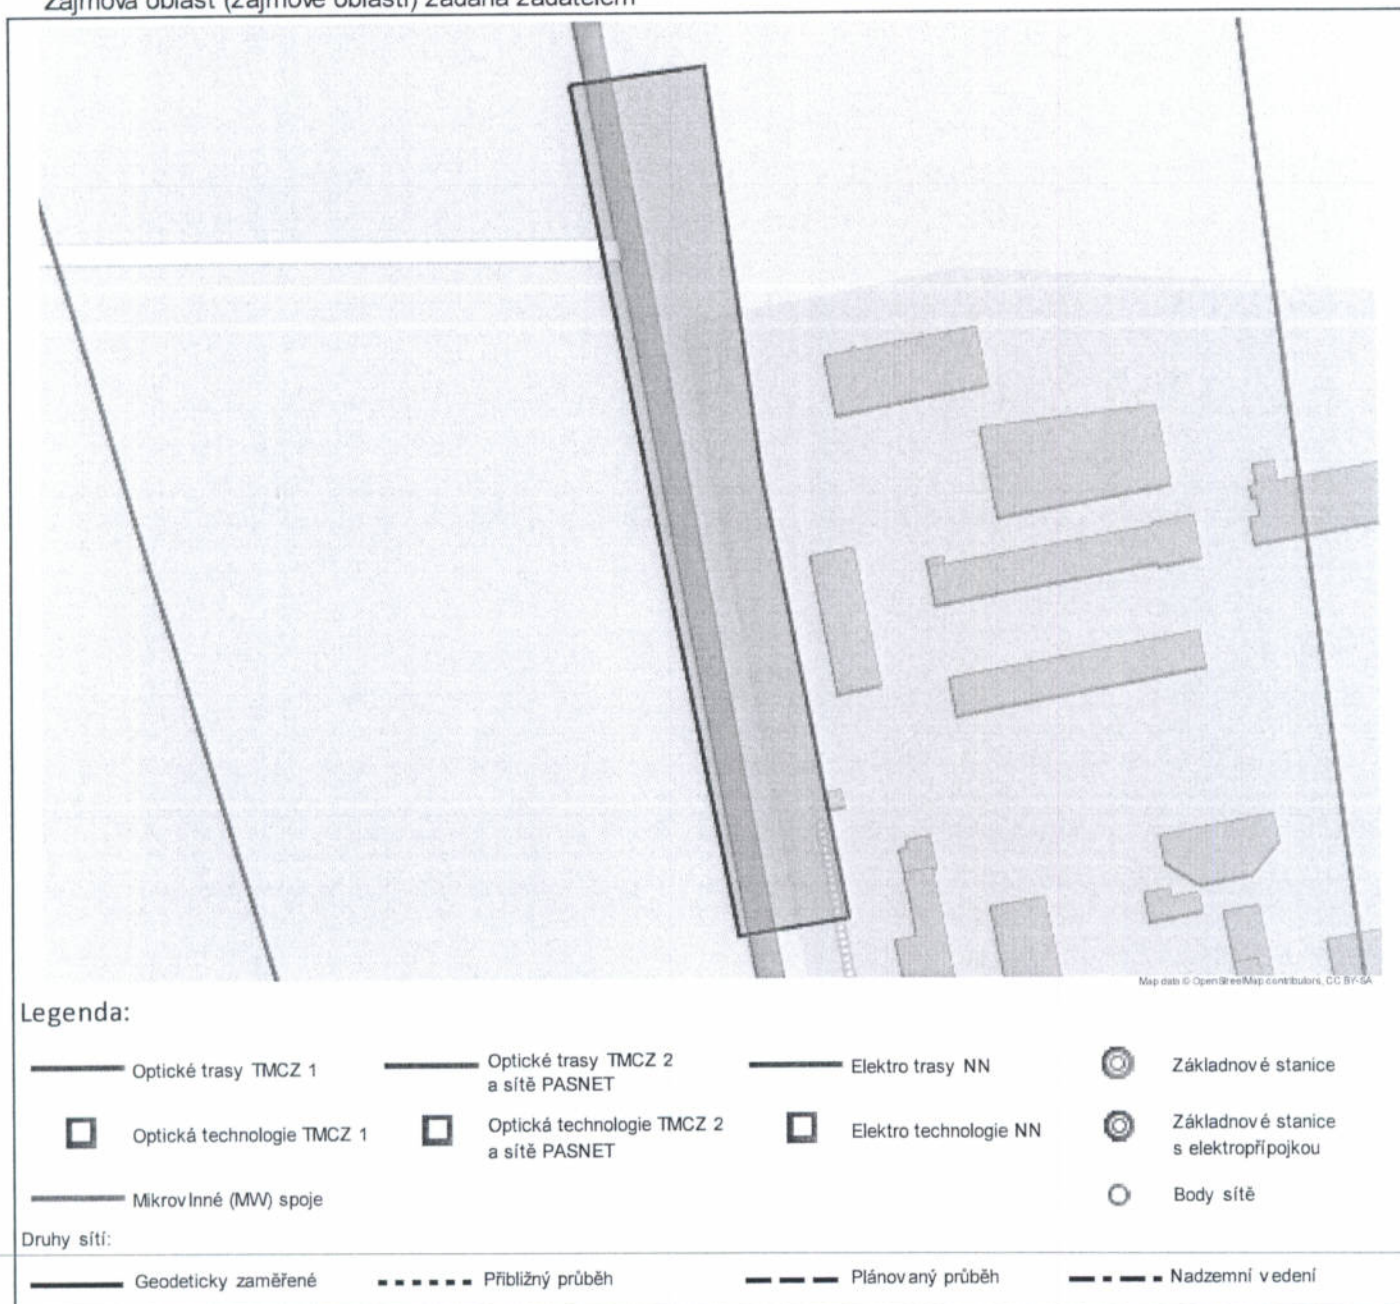 Zájmová oblast (zájmové oblasti) zadaná žadatelem
Map data © OpenStreetMap contributors, CC BY-SA
Legenda:
Optické trasy TMCZ 1
Optické trasy TMCZ 2
a sítě PASNET
Elektro trasy NN
Základnové stanice
Optická technologie TMCZ 1
Optická technologie TMCZ 2
a sítě PASNET
Elektro technologie NN
Základnové stanice
s elektropřípojkou
Mikrovlnné (MW) spoje
Body sítě
Druhy sítí:
Geodeticky zaměřené
Přibližný průběh
Plánovaný průběh
Nadzemní vedení